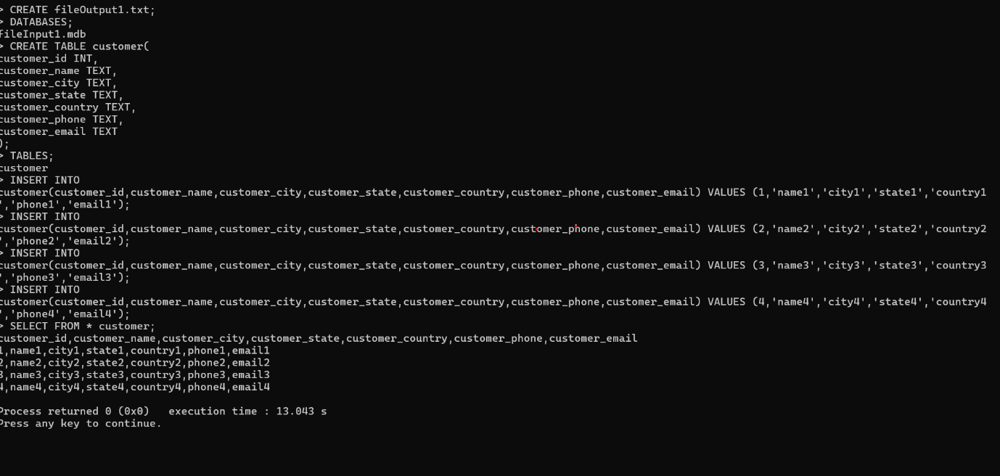 > CREATE fileOutput1.txt;
> DATABASES;
fileInput1.mdb
> CREATE TABLE customer(
customer_id INT,
customer_name TEXT,
customer_city TEXT,
customer_state TEXT,
customer_country TEXT,
customer_phone TEXT,
customer_email TEXT
);
> TABLES;
customer
> INSERT INTO
customer(customer_id,customer_name,customer_city,customer_state,customer_country,customer_phone,customer_email) VALUES (1,'name1','city1','state1','country1
','phone1','email1');
> INSERT INTO
customer(customer_id,customer_name,customer_city,customer_state,customer_country,customer_phone,customer_email) VALUES (2,'name2','city2','state2','country2
','phone2','email2');
> INSERT INTO
customer(customer_id,customer_name,customer_city,customer_state,customer_country,customer_phone,customer_email) VALUES (3,'name3','city3','state3','country3
','phone3','email3');
> INSERT INTO
customer(customer_id,customer_name,customer_city,customer_state,customer_country,customer_phone,customer_email) VALUES (4,'name4','city4','state4','country4
','phone4','email4');
> SELECT FROM * customer;
customer_id,customer_name,customer_city,customer_state,customer_country,customer_phone,customer_email
1,name1,city1,state1,country1,phone1,email1
2,name2,city2,state2,country2,phone2,email2
3,name3,city3,state3,country3,phone3,email3
4,name4,city4,state4,country4,phone4,email4
Process returned 0 (0x0)   execution time : 13.043 s
Press any key to continue.